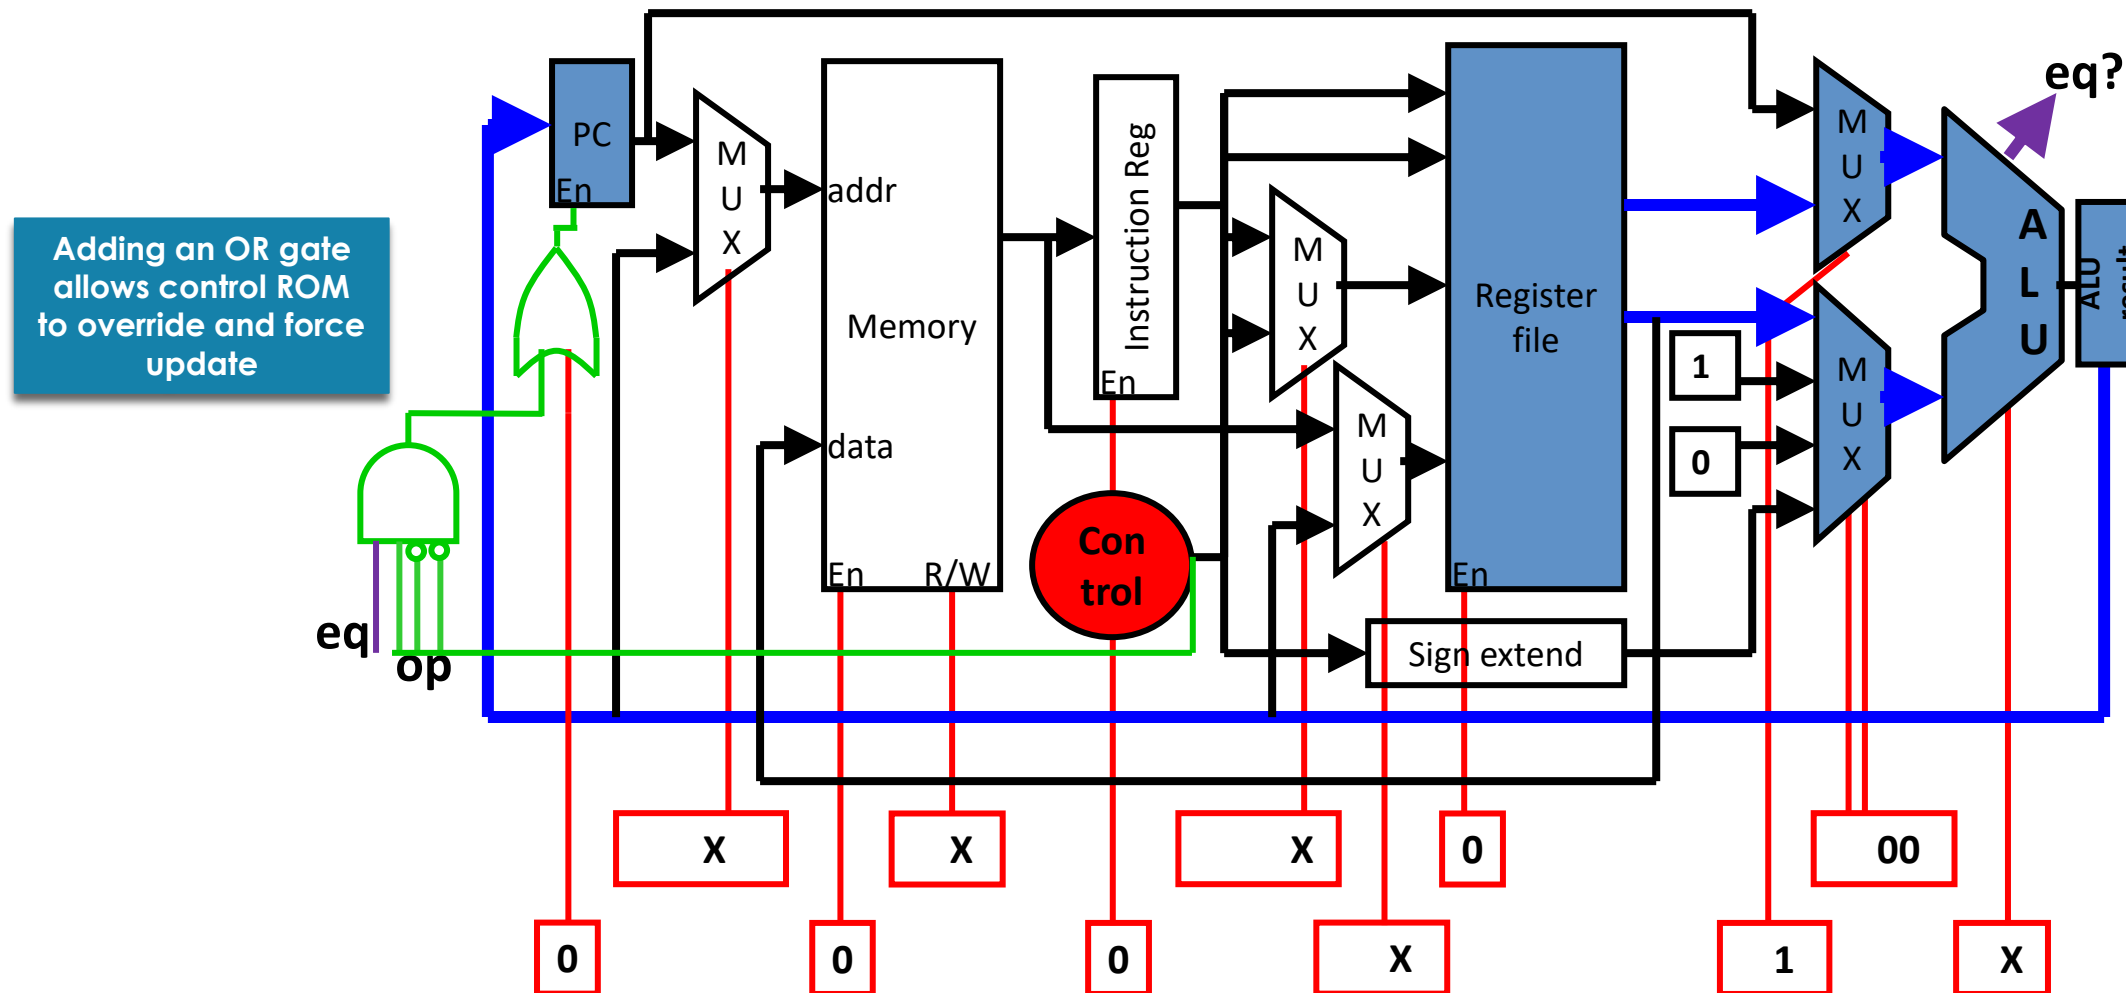 Adding an OR gate
allows control ROM
to override and force
update
PC
En
M
U
X
addr
data
Memory
En
R/W
Instruction Reg
En
M
U
X
M
U
X
Con
trol
Register
file
En
Sign extend
M
U
X
1
0
M
U
X
A
L
U
eq?
ALU
result
eq
op
X
X
X
0
00
0
0
0
X
1
X